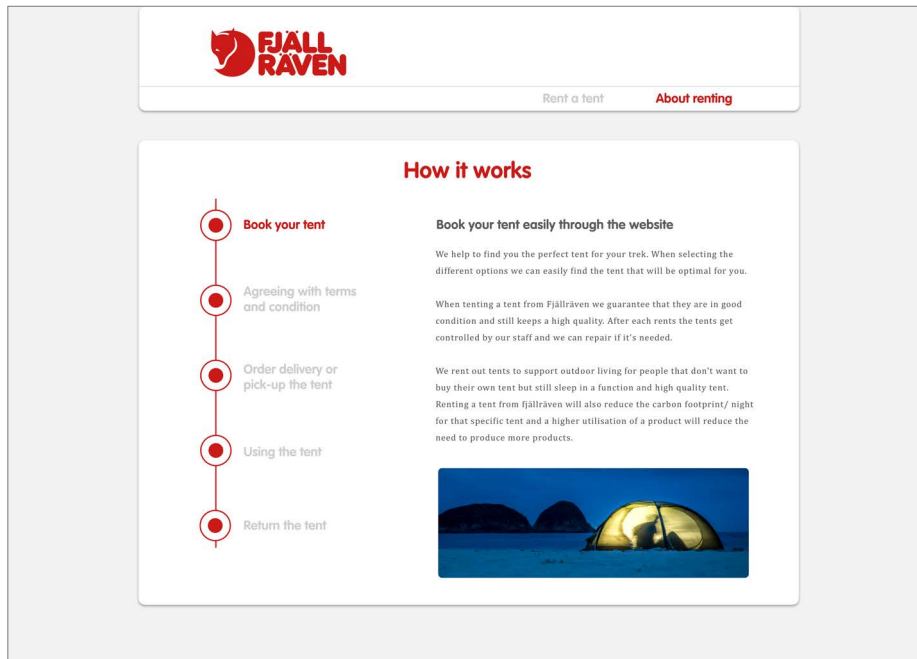 FJÄLL
RÄVEN
Rent a tent
About renting
How it works
Book your tent
Agreeing with terms
and condition
Order delivery or
pick-up the tent
Using the tent
Return the tent
Book your tent easily through the website
We help to find you the perfect tent for your trek. When selecting the
different options we can easily find the tent that will be optimal for you.
When tenting a tent from Fjällräven we guarantee that they are in good
condition and still keeps a high quality. After each rents the tents get
controlled by our staff and we can repair if it's needed.
We rent out tents to support outdoor living for people that don't want to
buy their own tent but still sleep in a function and high quality tent.
Renting a tent from fjällräven will also reduce the carbon footprint/ night
for that specific tent and a higher utilisation of a product will reduce the
need to produce more products.